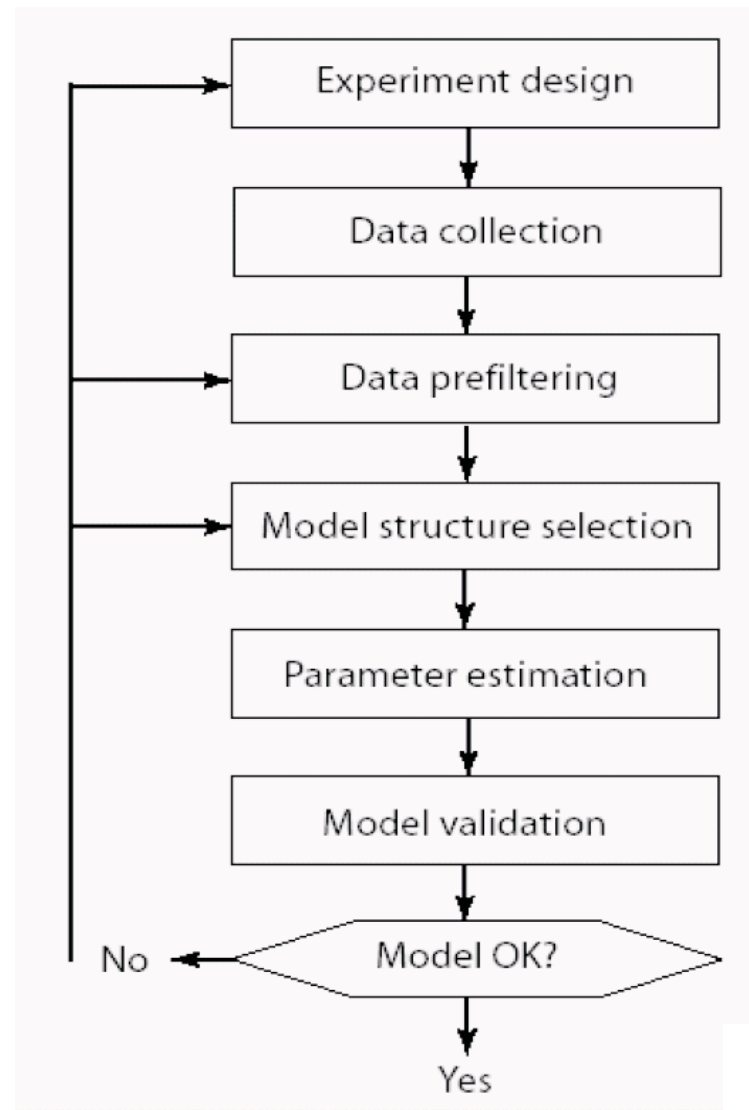 Experiment design
Data collection
Data prefiltering
Model structure selection
Parameter estimation
Model validation
Model OK?
No
Yes